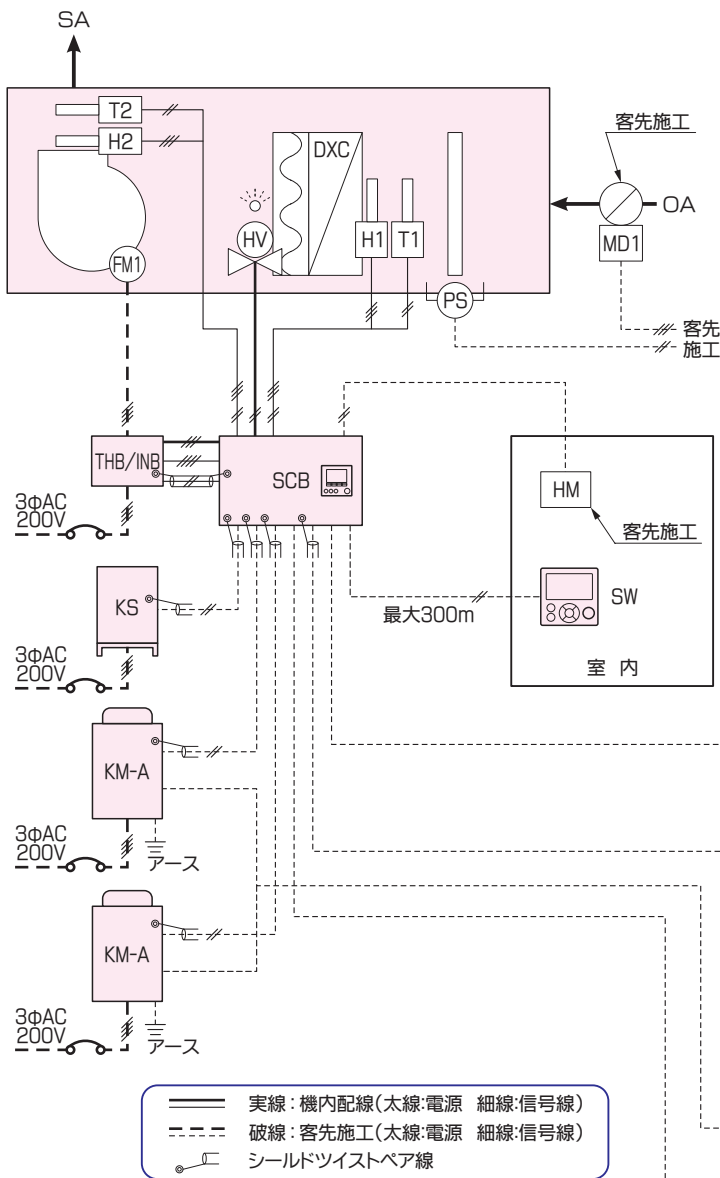 SA
T2
H2
DXC
客先施工
HV
H1
T1
OA
FM1
MD1
PS
客先
施工
THB/INB
SCB
HM
客先施工
3φAC
200V
KS
SW
最大300m
室 内
3φAC
200V
KM-A
3φAC
200V
アース
KM-A
3φAC
200V
アース
実線：機内配線(太線:電源 細線:信号線)
破線：客先施工(太線:電源 細線:信号線)
シールドツイストペア線